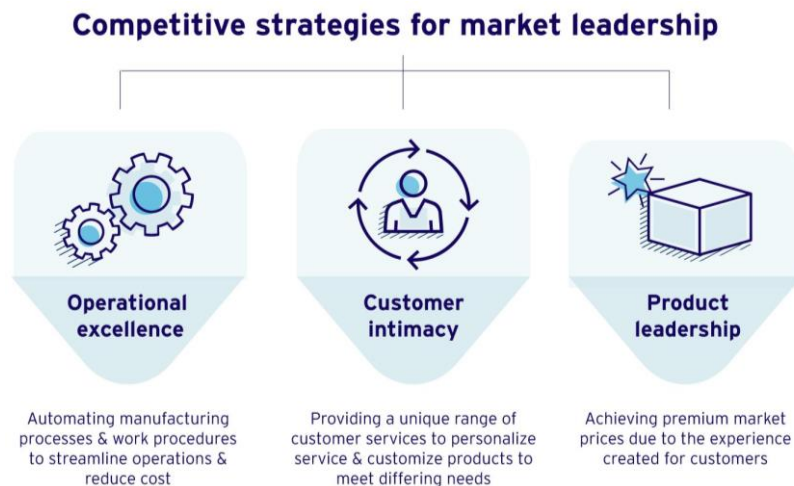 Competitive strategies for market leadership
Operational
excellence
Automating manufacturing
processes & work procedures
to streamline operations &
reduce cost
Customer
intimacy
Providing a unique range of
customer services to personalize
service & customize products to
meet differing needs
Product
leadership
Achieving premium market
prices due to the experience
created for customers